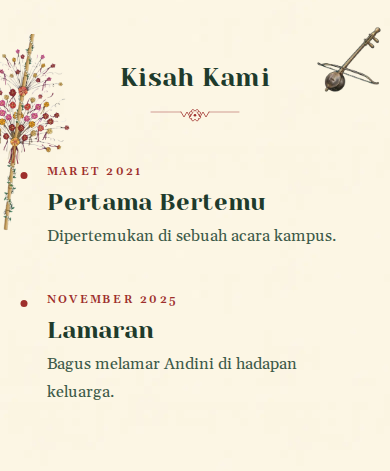 Kisah Kami
MARET 2021
Pertama Bertemu
Dipertemukan di sebuah acara kampus.
NOVEMBER 2025
Lamaran
Bagus melamar Andini di hadapan
keluarga.